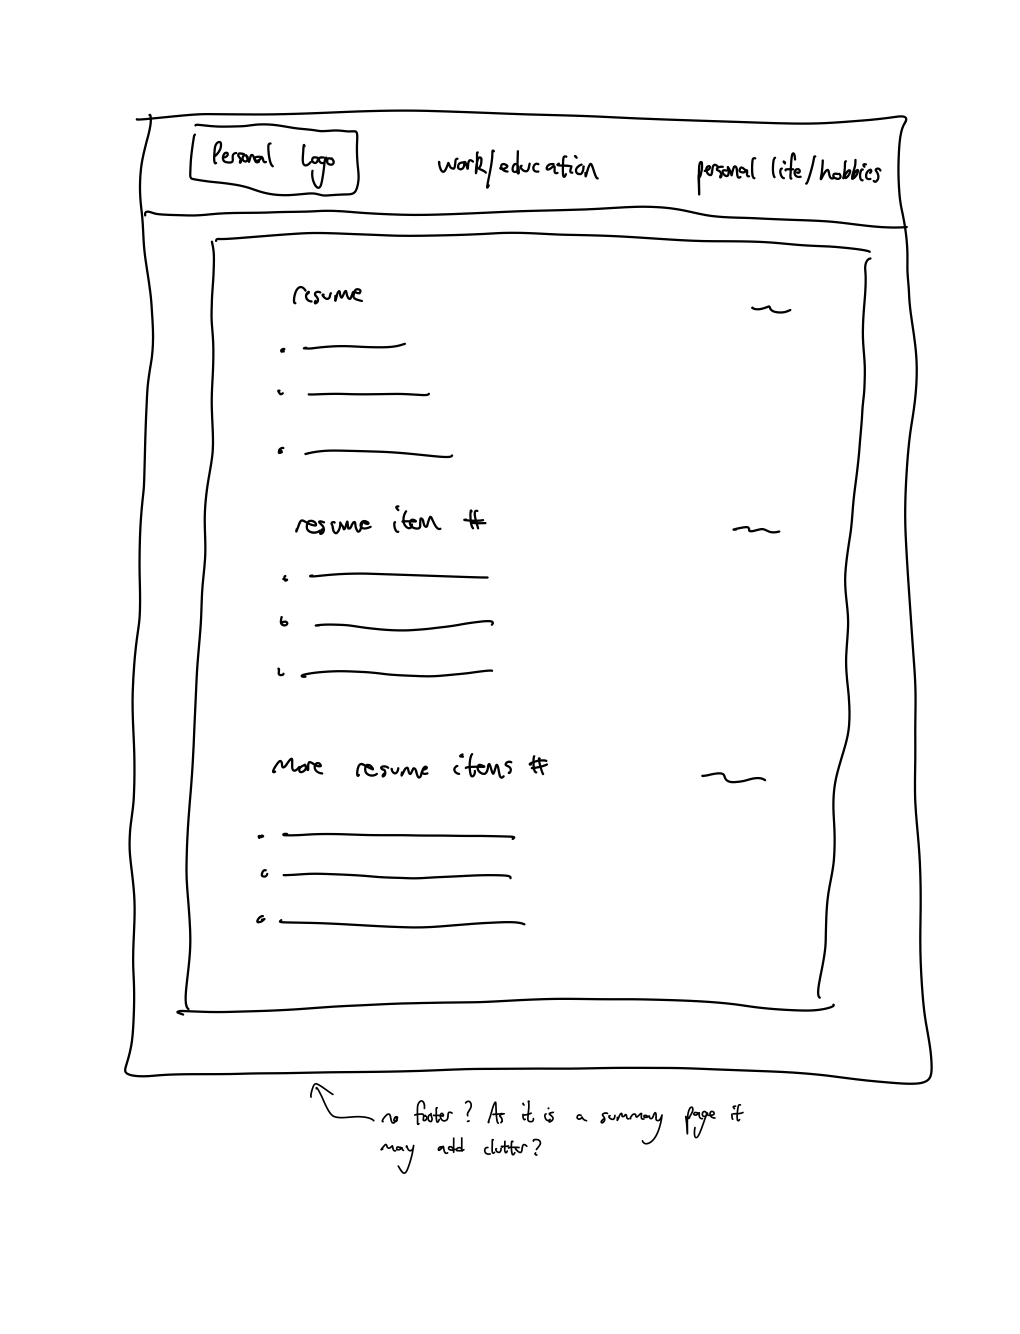 Personal Logo
work/education
personal life/hobbies
resume
resume item #
More resume items #
no footer? As it is a summary page it
may add clutter?